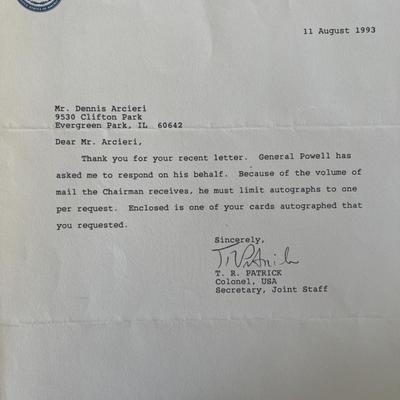 11 August 1993
Mr. Dennis Arcieri
9530 Clifton Park
Evergreen Park, IL 60642
Dear Mr. Arcieri,
Thank you for your recent letter. General Powell has
asked me to respond on his behalf. Because of the volume of
mail the Chairman receives, he must limit autographs to one
per request. Enclosed is one of your cards autographed that
you requested.
Sincerely,
T. R. PATRICK
Colonel, USA
Secretary, Joint Staff